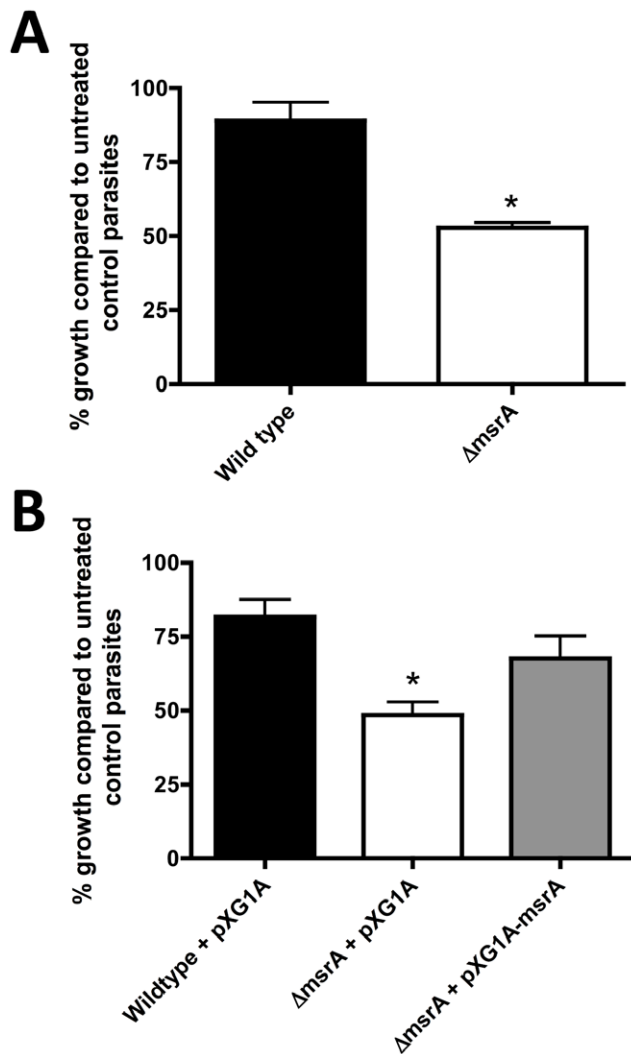 A
% growth compared to untreated
control parasites
100
75
50
25
0
*
Wild type
ΔmsrA
B
% growth compared to untreated
control parasites
100
75
50
25
0
*
Wildtype + pXG1A
ΔmsrA + pXG1A
ΔmsrA + pXG1A-msrA